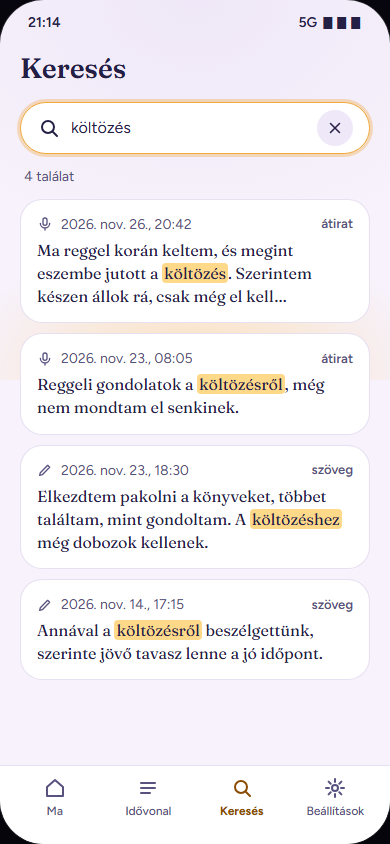 21:14
5G
Keresés
költözés
4 találat
2026. nov. 26., 20:42
átirat
Ma reggel korán keltem, és megint
eszembe jutott a költözés. Szerintem
készen állok rá, csak még el kell...
2026. nov. 23., 08:05
átirat
Reggeli gondolatok a költözésről, még
nem mondtam el senkinek.
2026. nov. 23., 18:30
szöveg
Elkezdtem pakolni a könyveket, többet
találtam, mint gondoltam. A költözéshez
még dobozok kellenek.
2026. nov. 14., 17:15
szöveg
Annával a költözésről beszélgettünk,
szerinte jövő tavasz lenne a jó időpont.
Ma
Idővonal
Keresés
Beállítások